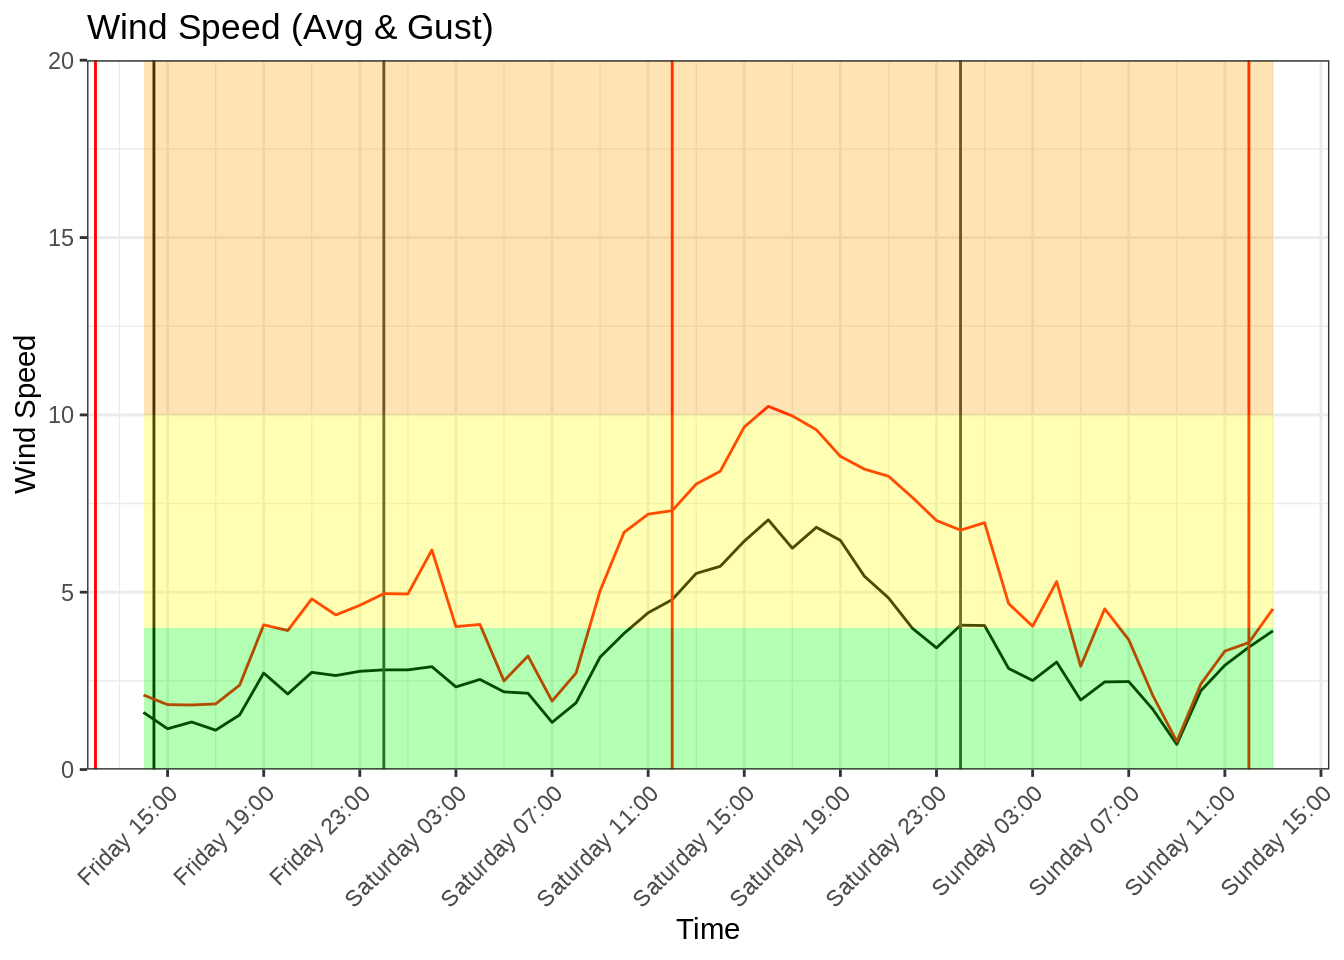 Wind Speed (Avg & Gust)
Wind Speed
20
15
10
5
0
Friday 15:00
Friday 19:00
Friday 23:00
Saturday 03:00
Saturday 07:00
Saturday 11:00
Saturday 15:00
Saturday 19:00
Saturday 23:00
Sunday 03:00
Sunday 07:00
Sunday 11:00
Sunday 15:00
Time